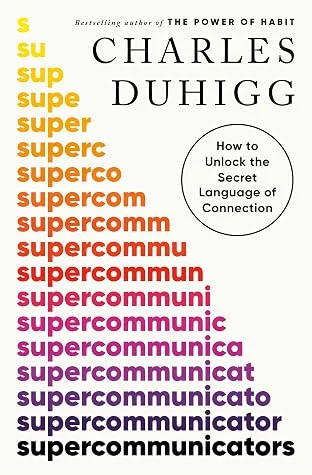 Bestselling author of THE POWER OF HABIT
CHARLES
DUHIGG
How to
Unlock the
Secret
Language of
Connection
s
su
sup
supe
super
superc
superco
supercom
supercomm
supercommu
supercommun
supercommuni
supercommunic
supercommunica
supercommunicat
supercommunicato
supercommunicator
supercommunicators